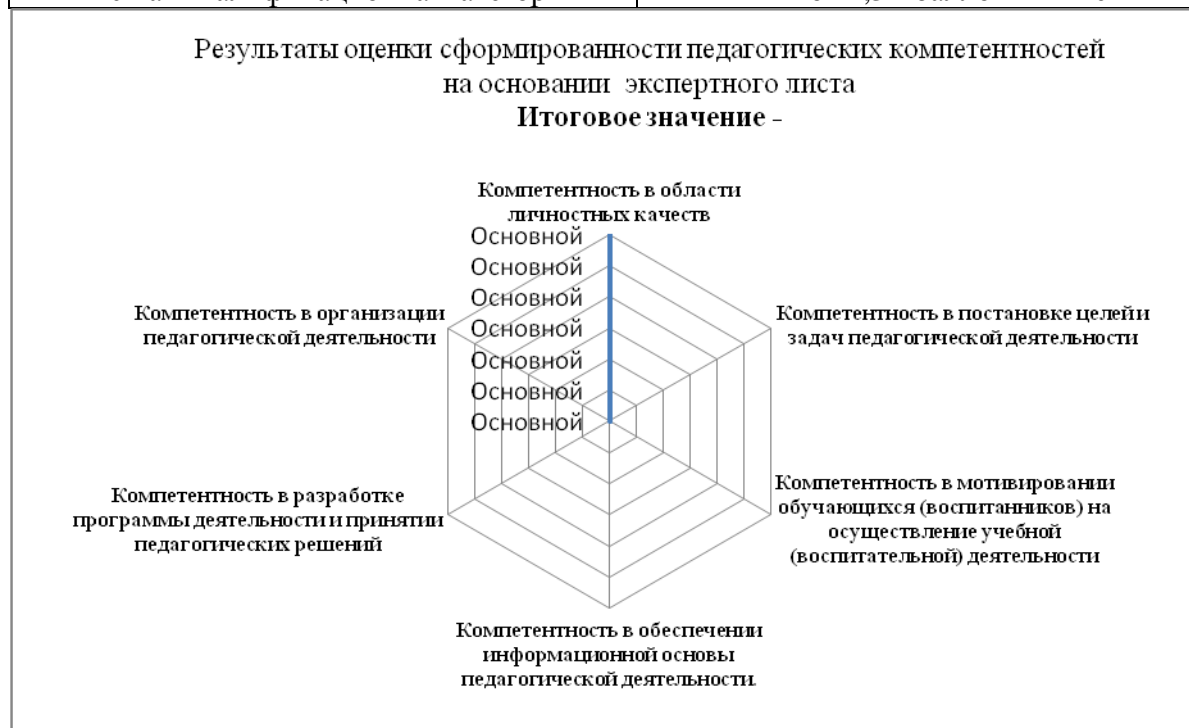 Результаты оценки сформированности педагогических компетентностей
на основании экспертного листа
Итоговое значение -
Компетентность в области
личностных качеств
Основной
Основной
Основной
Основной
Основной
Основной
Основной
Компетентность в организации
педагогической деятельности
Компетентность в постановке целей и
задач педагогической деятельности
Компетентность в разработке
программы деятельности и принятии
педагогических решений
Компетентность в мотивировании
обучающихся (воспитанников) на
осуществление учебной
(воспитательной) деятельности
Компетентность в обеспечении
информационной основы
педагогической деятельности.